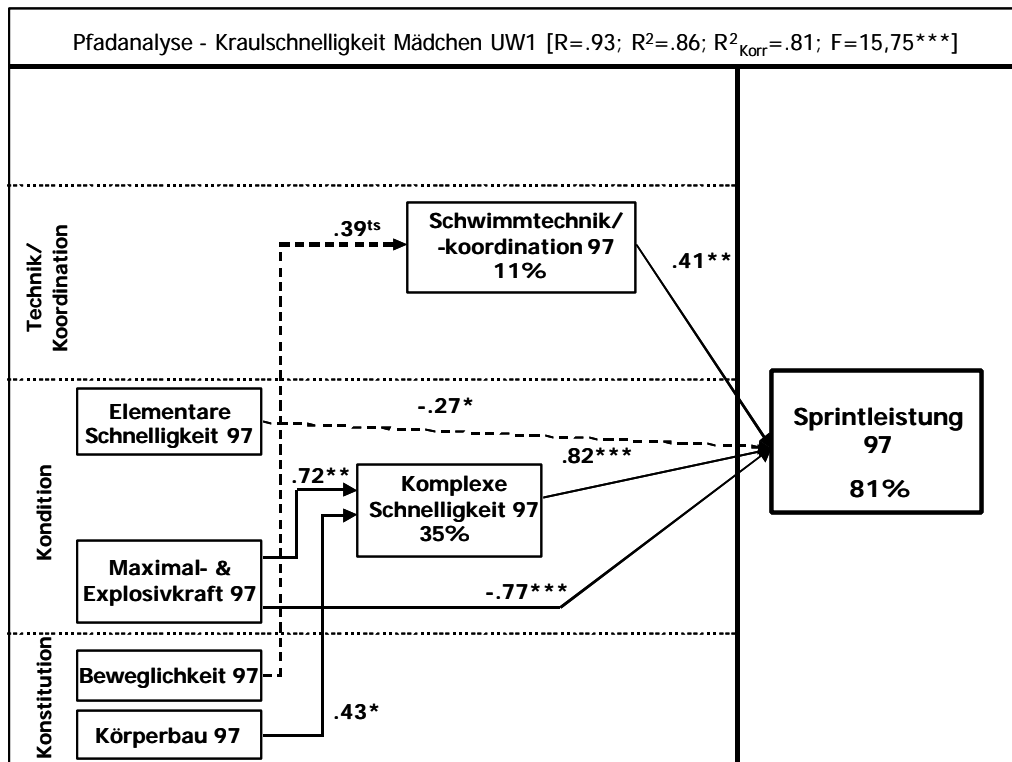 Pfadanalyse - Kraulschnelligkeit Mädchen UW1 [R=.93; R²=.86; R²Korr=.81; F=15,75***]
Technik/
Koordination
.39ts
Schwimmtechnik/
-koordination 97
11%
.41**
Kondition
Elementare
Schnelligkeit 97
-.27*
.82***
.72**
Komplexe
Schnelligkeit 97
35%
Maximal- &
Explosivkraft 97
-.77***
Sprintleistung
97
81%
Konstitution
Beweglichkeit 97
Körperbau 97
.43*